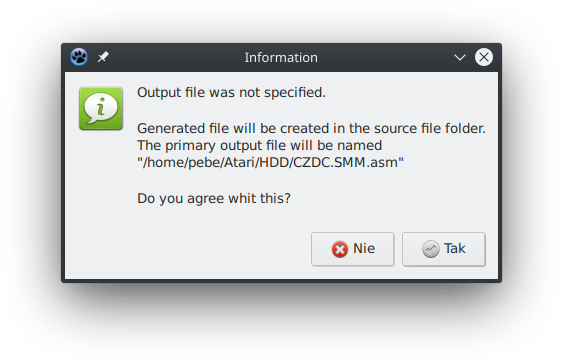 Information
Output file was not specified.
Generated file will be created in the source file folder.
The primary output file will be named
"/home/pebe/Atari/HDD/CZDC.SMM.asm"
Do you agree whit this?
Nie
Tak